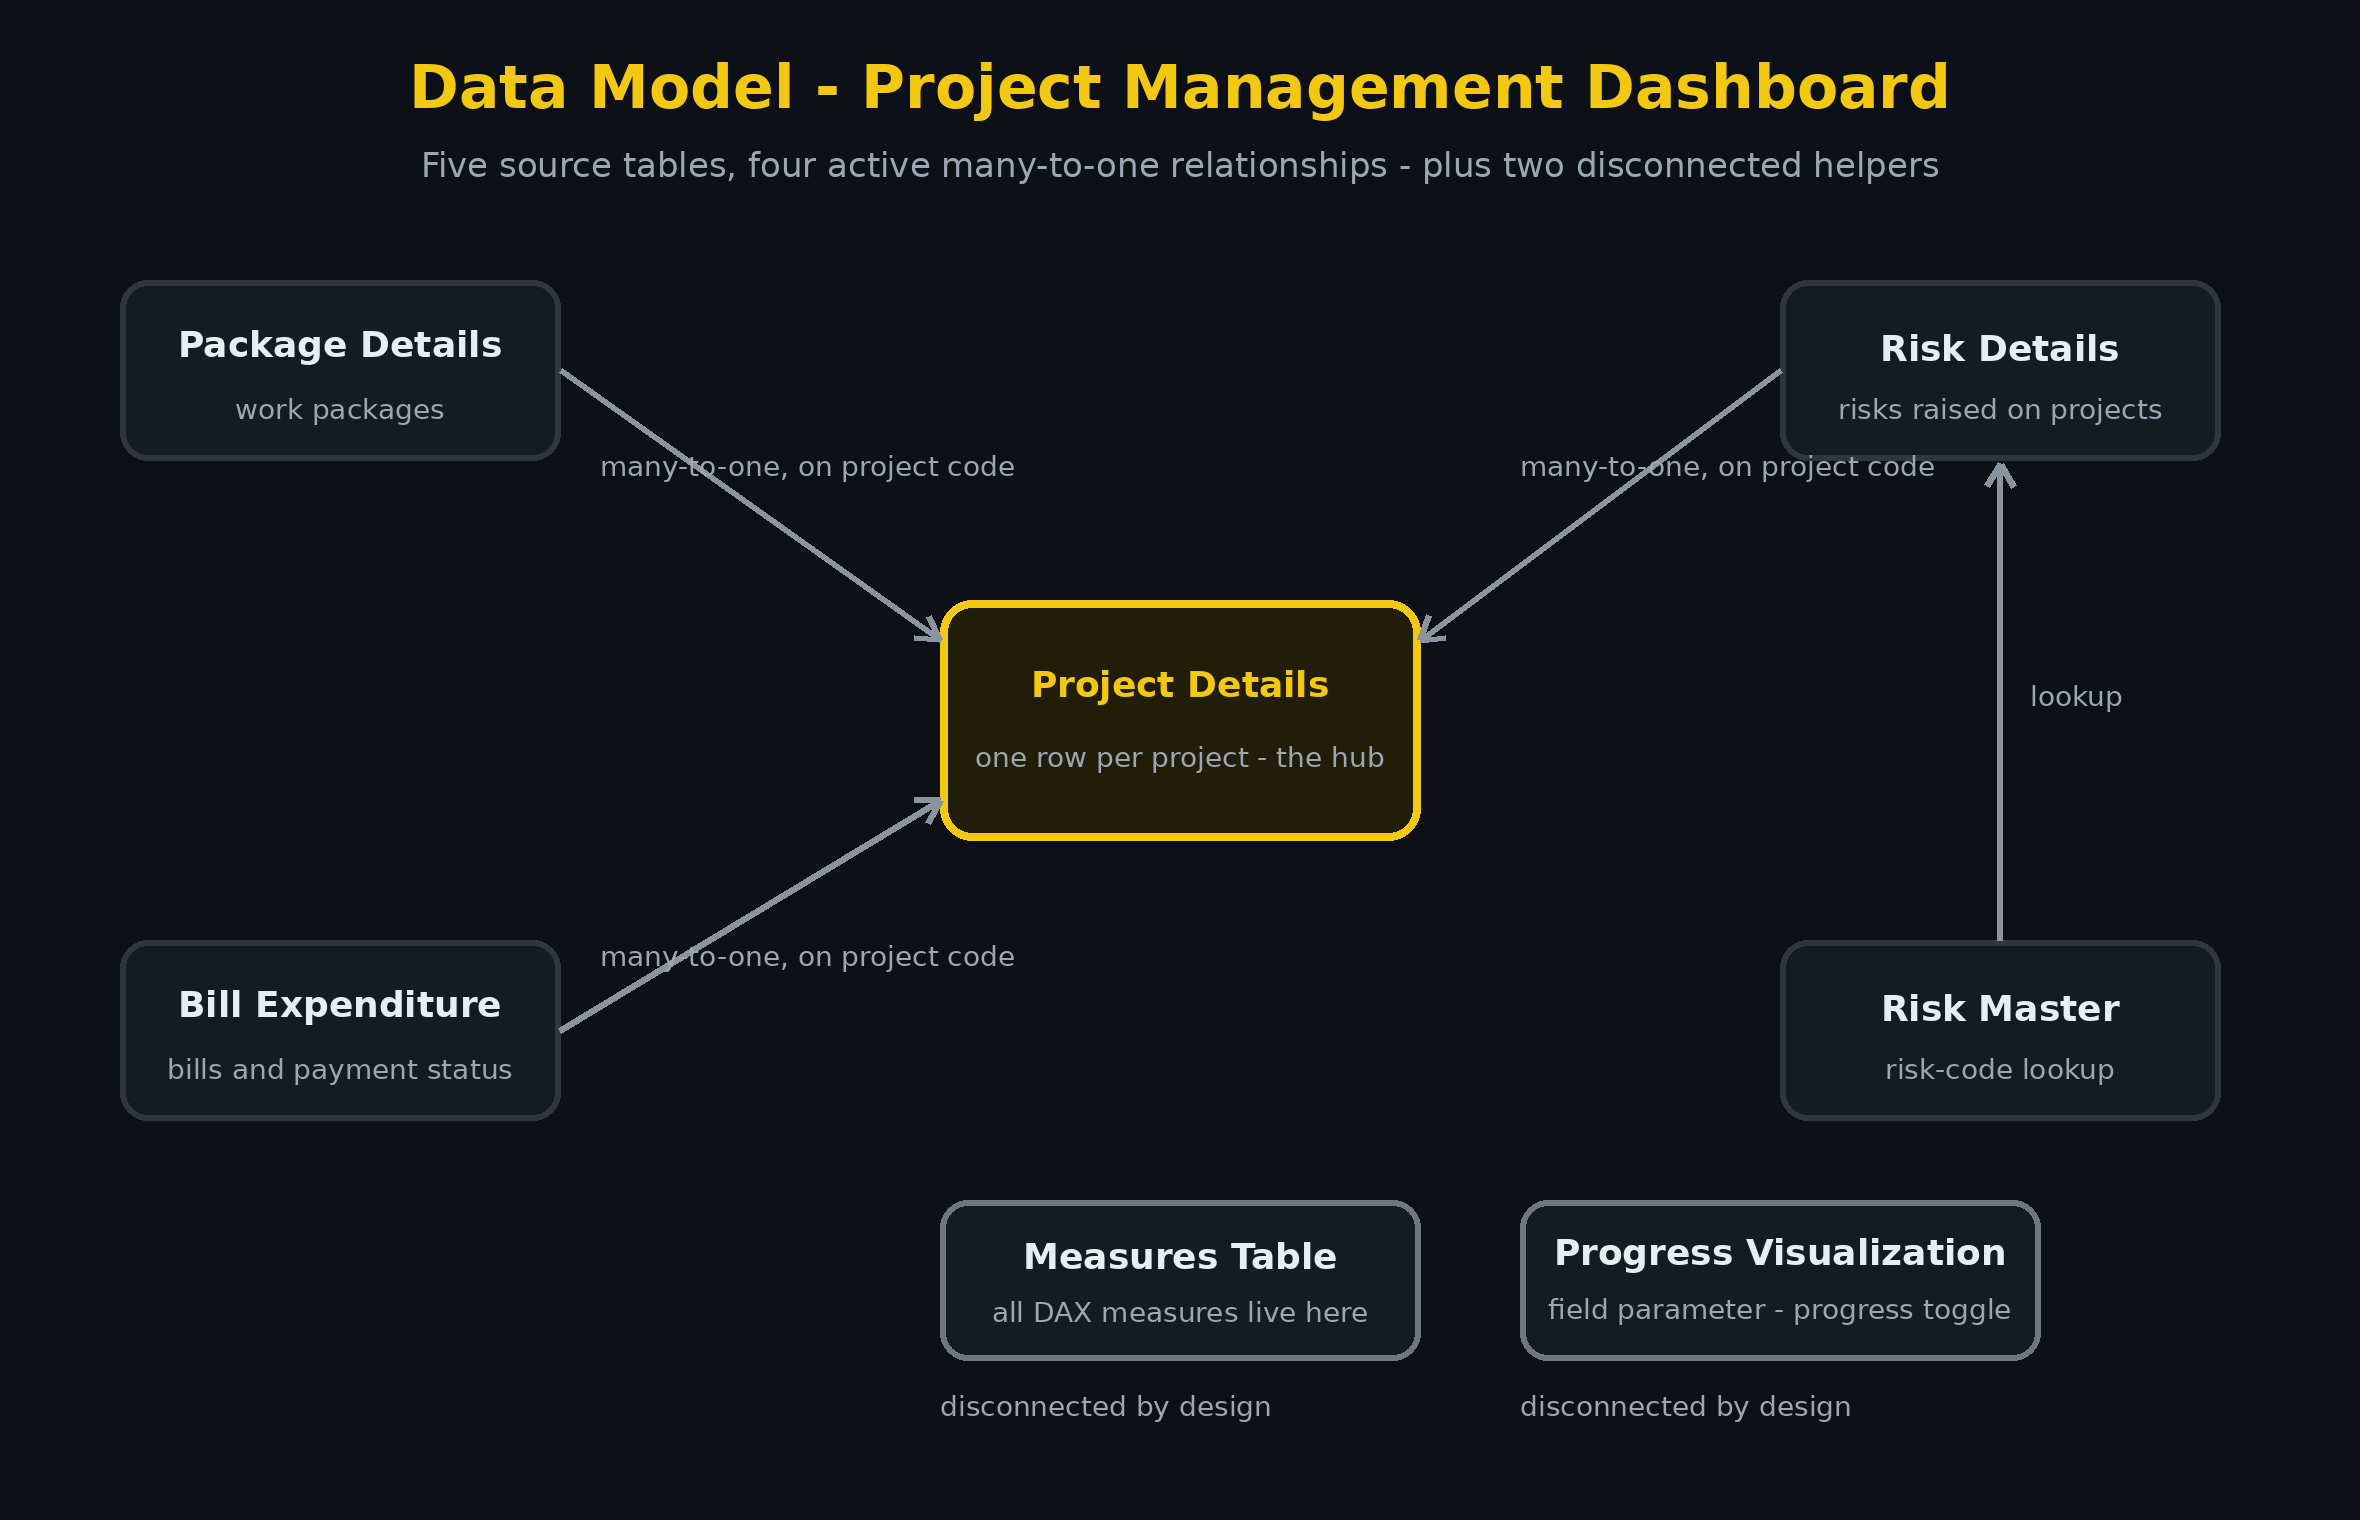 Data Model - Project Management Dashboard
Five source tables, four active many-to-one relationships - plus two disconnected helpers
Package Details
work packages
Risk Details
risks raised on projects
many-to-one, on project code
many-to-one, on project code
Project Details
one row per project - the hub
lookup
many-to-one, on project code
Bill Expenditure
bills and payment status
Risk Master
risk-code lookup
Measures Table
all DAX measures live here
disconnected by design
Progress Visualization
field parameter - progress toggle
disconnected by design